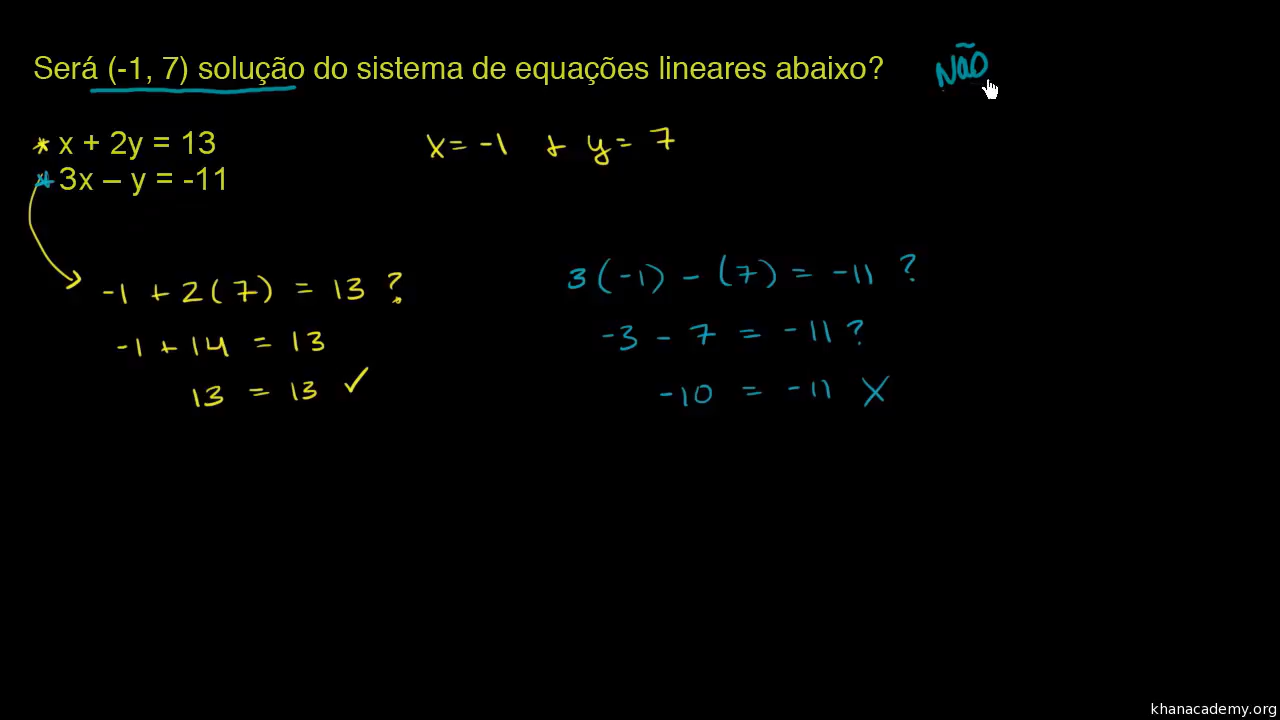 Será (-1, 7) solução do sistema de equações lineares abaixo? NÃO
* x + 2y = 13
* 3x – y = -11
x = -1 + y = 7
-1 + 2(7) = 13 ?
-1 + 14 = 13
13 = 13 ✓
3(-1) - (7) = -11 ?
-3 - 7 = -11 ?
-10 = -11 X
khanacademy.org